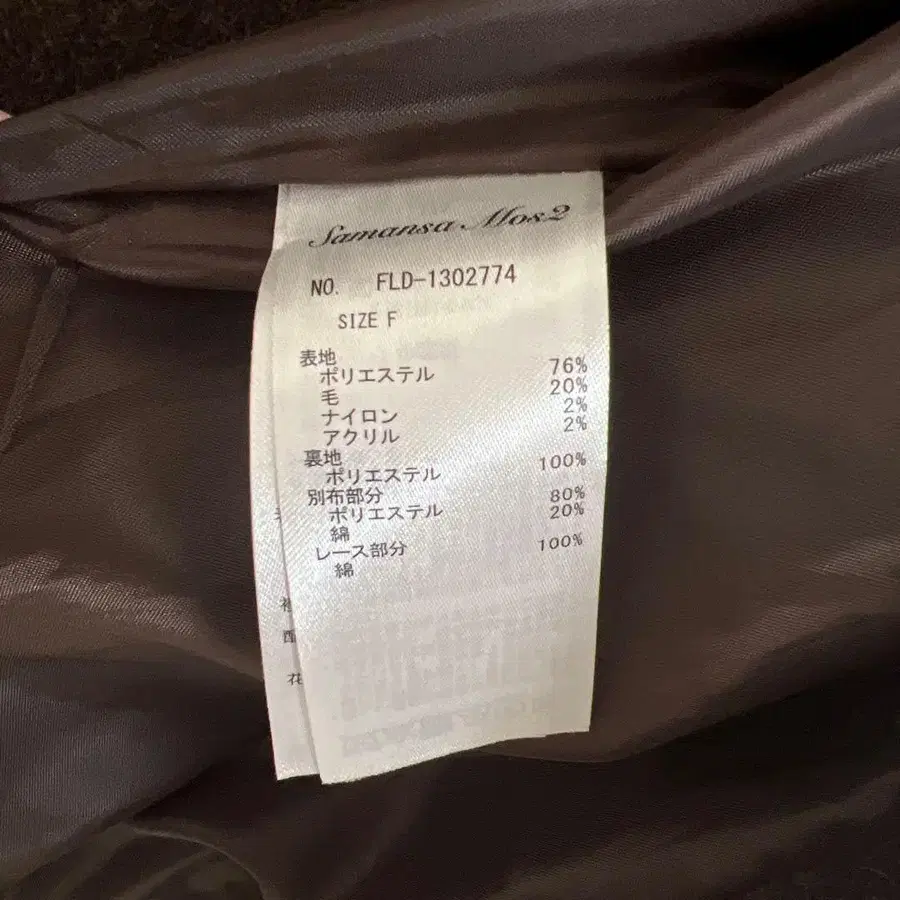 Samansa Mos2
NO. FLD-1302774
SIZE F
表地
ポリエステル 76%
毛 20%
ナイロン 2%
アクリル 2%
裏地
ポリエステル 100%
別布部分
ポリエステル 80%
綿 20%
レース部分
綿 100%
花